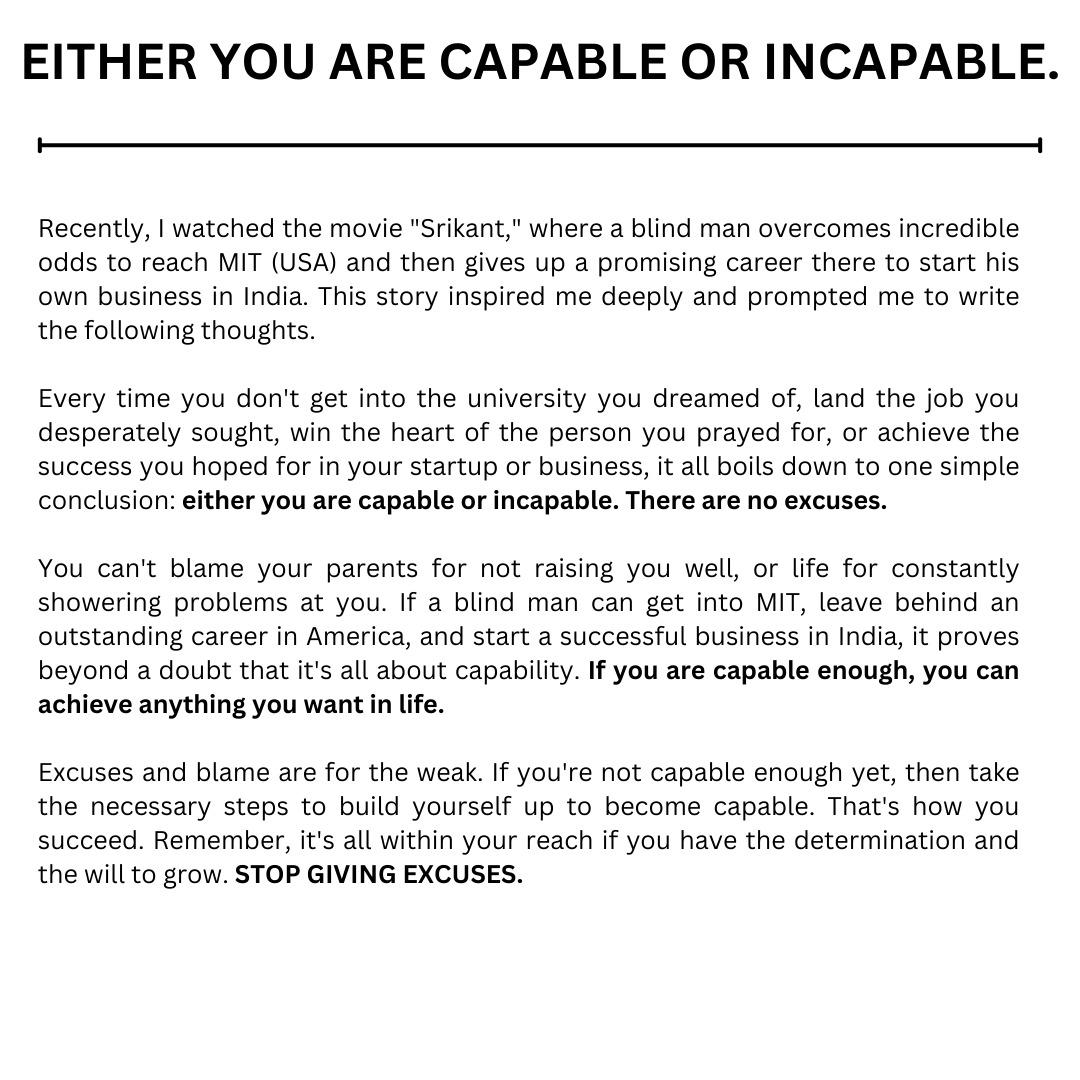 EITHER YOU ARE CAPABLE OR INCAPABLE.
Recently, I watched the movie "Srikant," where a blind man overcomes incredible
odds to reach MIT (USA) and then gives up a promising career there to start his
own business in India. This story inspired me deeply and prompted me to write
the following thoughts.
Every time you don't get into the university you dreamed of, land the job you
desperately sought, win the heart of the person you prayed for, or achieve the
success you hoped for in your startup or business, it all boils down to one simple
conclusion: either you are capable or incapable. There are no excuses.
You can't blame your parents for not raising you well, or life for constantly
showering problems at you. If a blind man can get into MIT, leave behind an
outstanding career in America, and start a successful business in India, it proves
beyond a doubt that it's all about capability. If you are capable enough, you can
achieve anything you want in life.
Excuses and blame are for the weak. If you're not capable enough yet, then take
the necessary steps to build yourself up to become capable. That's how you
succeed. Remember, it's all within your reach if you have the determination and
the will to grow. STOP GIVING EXCUSES.